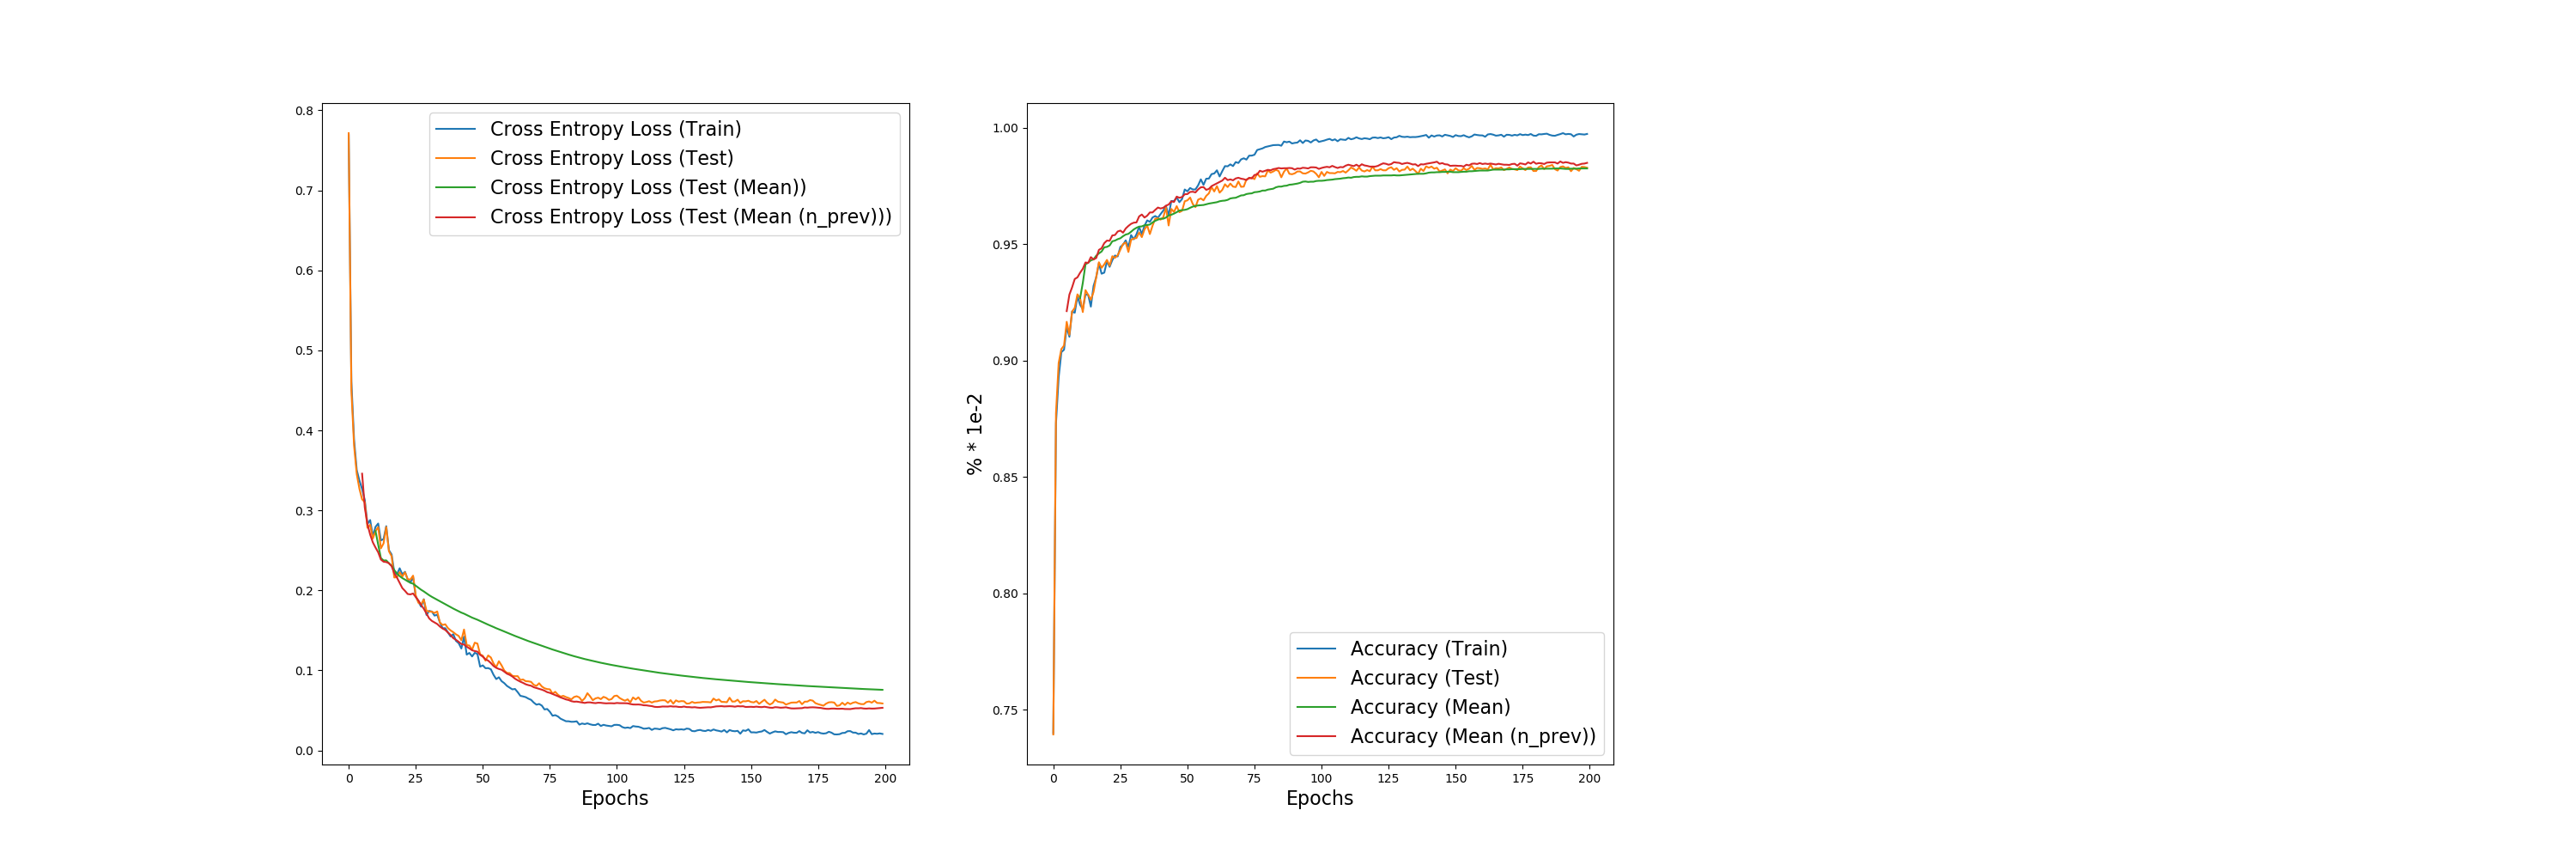 0.8
0.7
0.6
0.5
0.4
0.3
0.2
0.1
0.0
0 25 50 75 100 125 150 175 200
Epochs
Cross Entropy Loss (Train)
Cross Entropy Loss (Test)
Cross Entropy Loss (Test (Mean))
Cross Entropy Loss (Test (Mean (n_prev)))
% * 1e-2
1.00
0.95
0.90
0.85
0.80
0.75
0 25 50 75 100 125 150 175 200
Epochs
Accuracy (Train)
Accuracy (Test)
Accuracy (Mean)
Accuracy (Mean (n_prev))